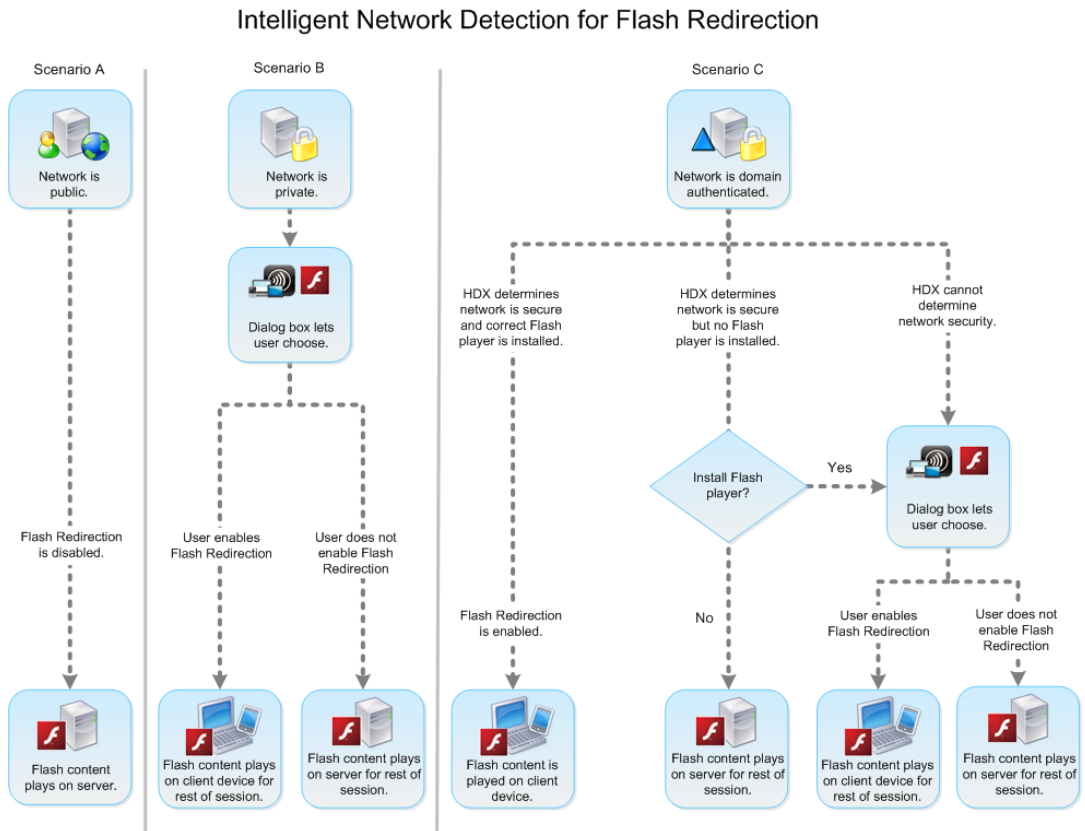 Intelligent Network Detection for Flash Redirection
Scenario A
Network is
public.
Flash Redirection
is disabled.
Flash content
plays on server.
Scenario B
Network is
private.
Dialog box lets
user choose.
User enables
Flash Redirection
User does not
enable Flash
Redirection
Flash content plays
on client device for
rest of session.
Flash content plays
on server for rest of
session.
Scenario C
Network is domain
authenticated.
HDX determines
network is secure
and correct Flash
player is installed.
HDX determines
network is secure
but no Flash
player is installed.
HDX cannot
determine
network security.
Install Flash
player?
Yes
Dialog box lets
user choose.
Flash Redirection
is enabled.
No
User enables
Flash Redirection
User does not
enable Flash
Redirection
Flash content is
played on client
device.
Flash content plays
on server for rest of
session.
Flash content plays
on client device for
rest of session.
Flash content plays
on server for rest of
session.